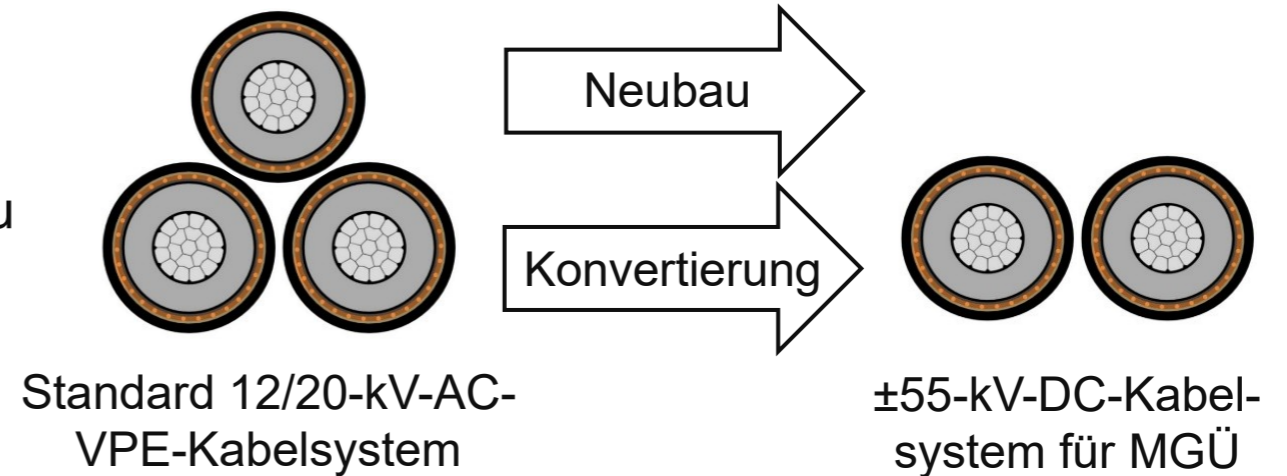 Neubau
u
Konvertierung
Standard 12/20-kV-AC-
VPE-Kabelsystem
±55-kV-DC-Kabel-
system für MGÜ